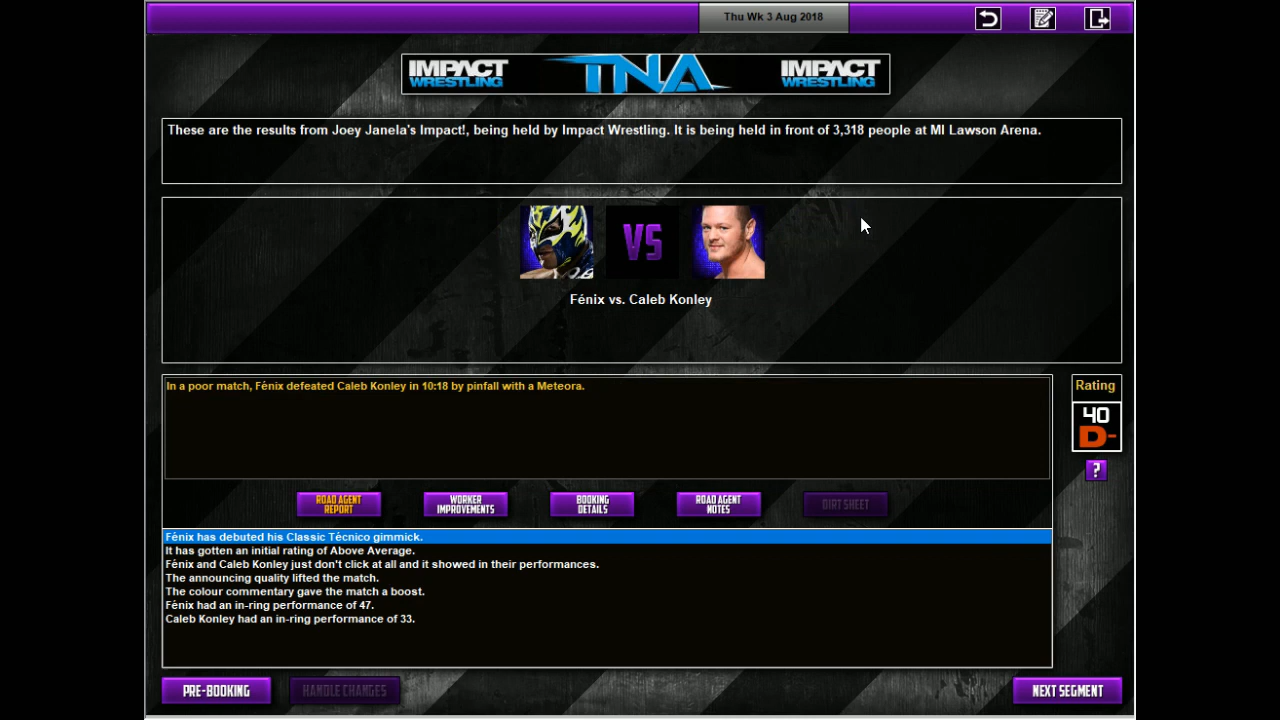 Thu Wk 3 Aug 2018
IMPACT WRESTLING TNA IMPACT WRESTLING
These are the results from Joey Janela's Impact!, being held by Impact Wrestling. It is being held in front of 3,318 people at MI Lawson Arena.
VS
Fénix vs. Caleb Konley
In a poor match, Fénix defeated Caleb Konley in 10:18 by pinfall with a Meteora.
Rating
40
D-
?
ROAD AGENT REPORT
WORKER IMPROVEMENTS
BOOKING DETAILS
ROAD AGENT NOTES
DIRT SHEET
Fénix has debuted his Classic Técnico gimmick.
It has gotten an initial rating of Above Average.
Fénix and Caleb Konley just don't click at all and it showed in their performances.
The announcing quality lifted the match.
The colour commentary gave the match a boost.
Fénix had an in-ring performance of 47.
Caleb Konley had an in-ring performance of 33.
PRE-BOOKING
HANDLE CHANGES
NEXT SEGMENT